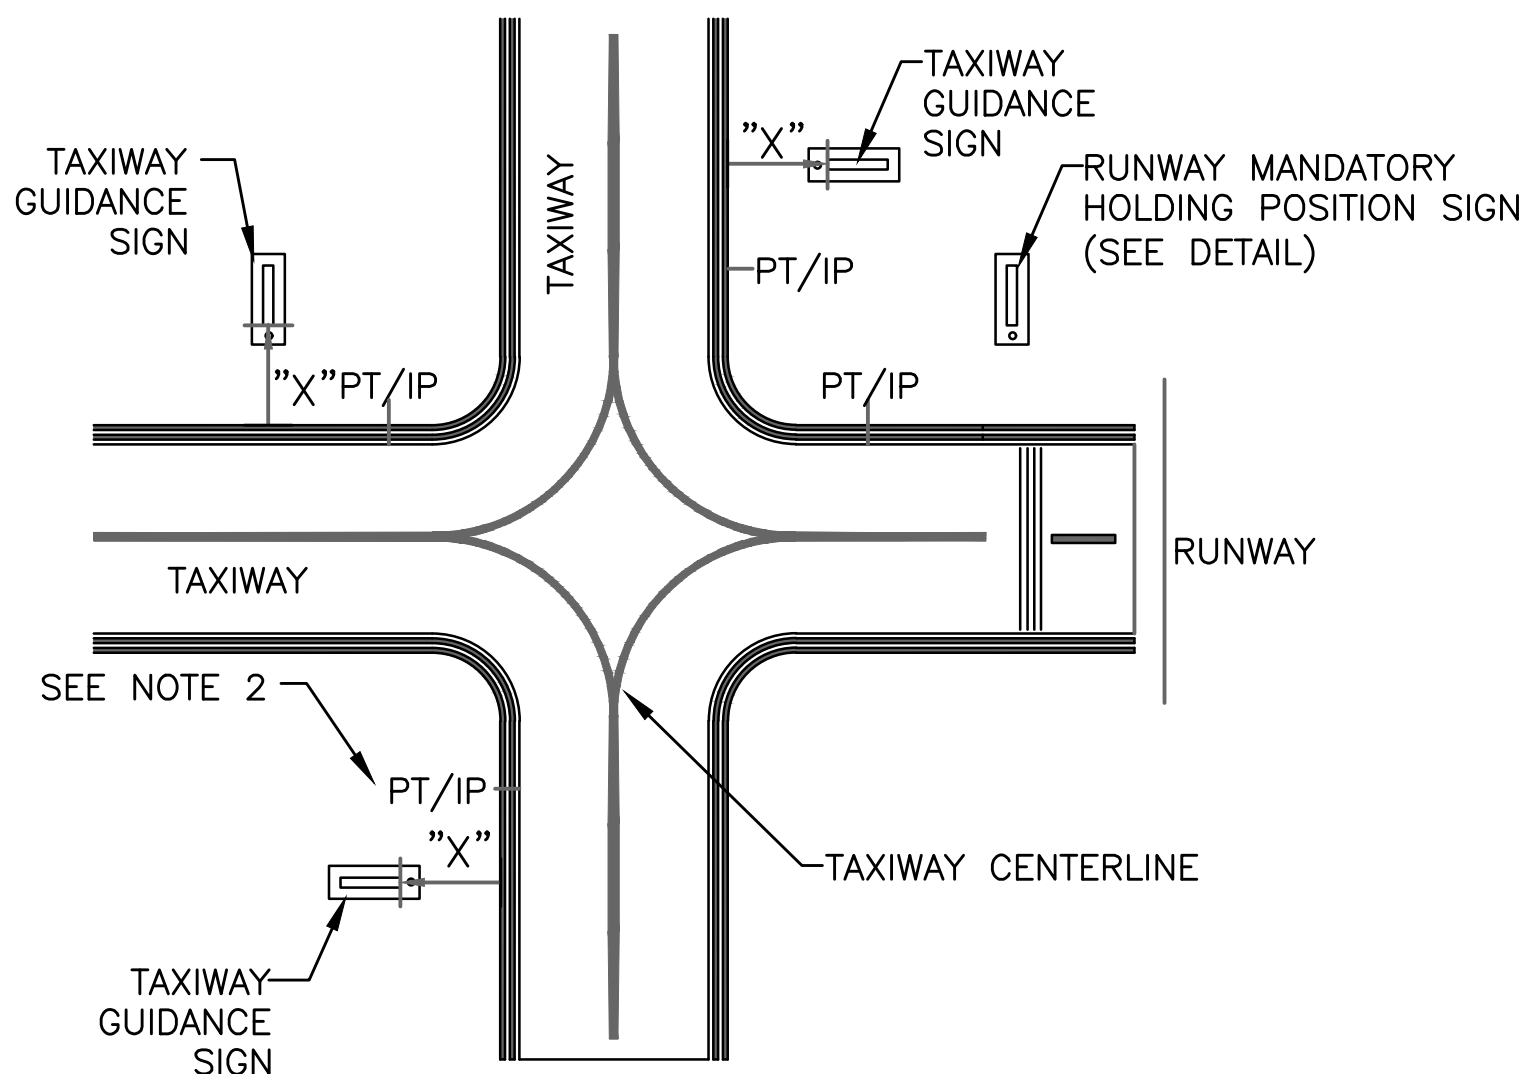 TAXIWAY
GUIDANCE
SIGN
"X"
TAXIWAY
GUIDANCE
SIGN
TAXIWAY
RUNWAY MANDATORY
HOLDING POSITION SIGN
(SEE DETAIL)
PT/IP
"X"
PT/IP
PT/IP
RUNWAY
TAXIWAY
SEE NOTE 2
PT/IP
"X"
TAXIWAY CENTERLINE
TAXIWAY
GUIDANCE
SIGN